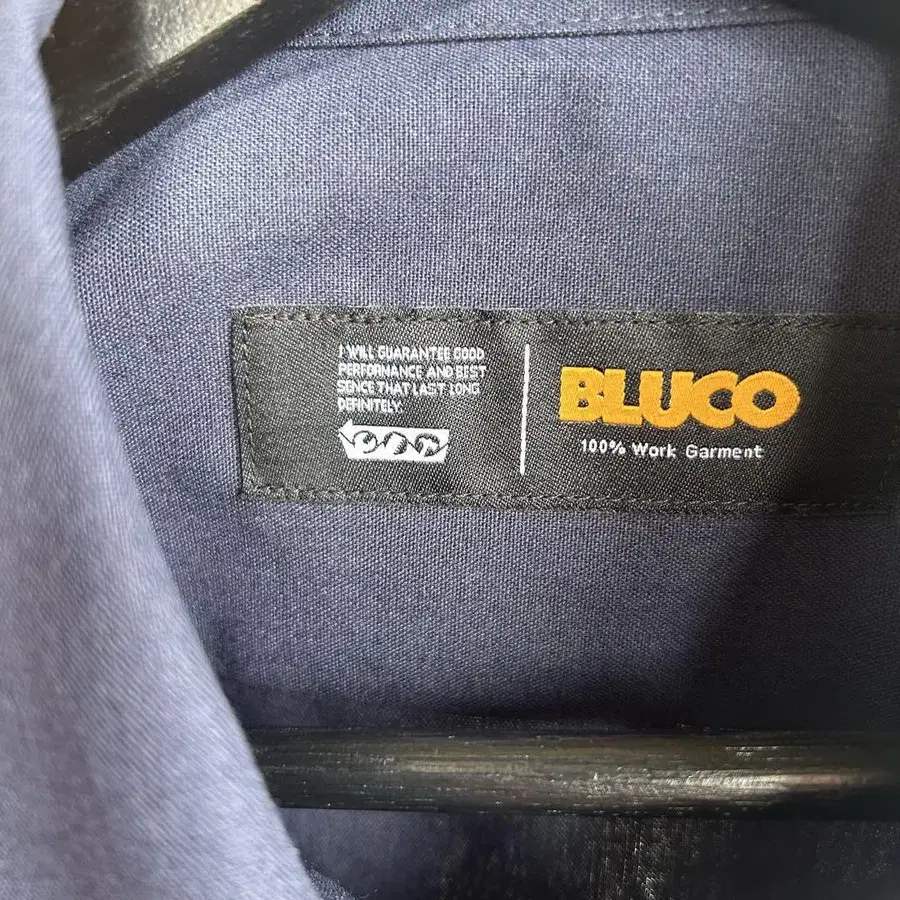 I WILL GUARANTEE GOOD
PERFORMANCE AND BEST
SENCE THAT LAST LONG
DEFINITELY.
BLUCO
100% Work Garment